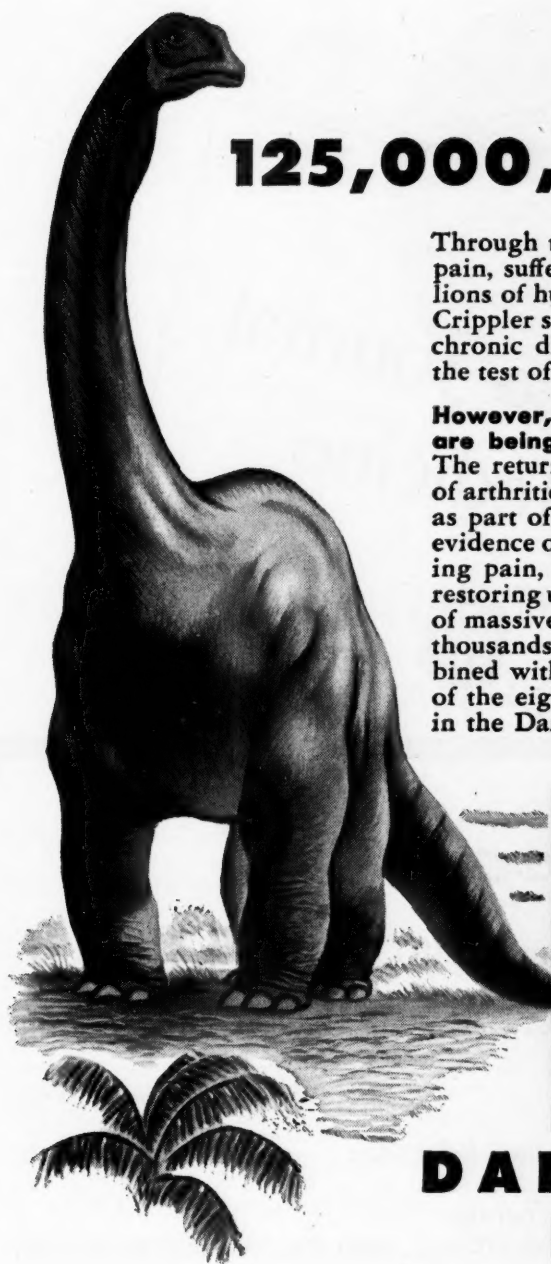 125,000,
Through
pain, suffe
lions of hu
Crippler s
chronic d
the test of
However,
are being
The retur
of arthritic
as part of
evidence o
ing pain,
restoring u
of massive
thousands
bined with
of the eig
in the Da
DA